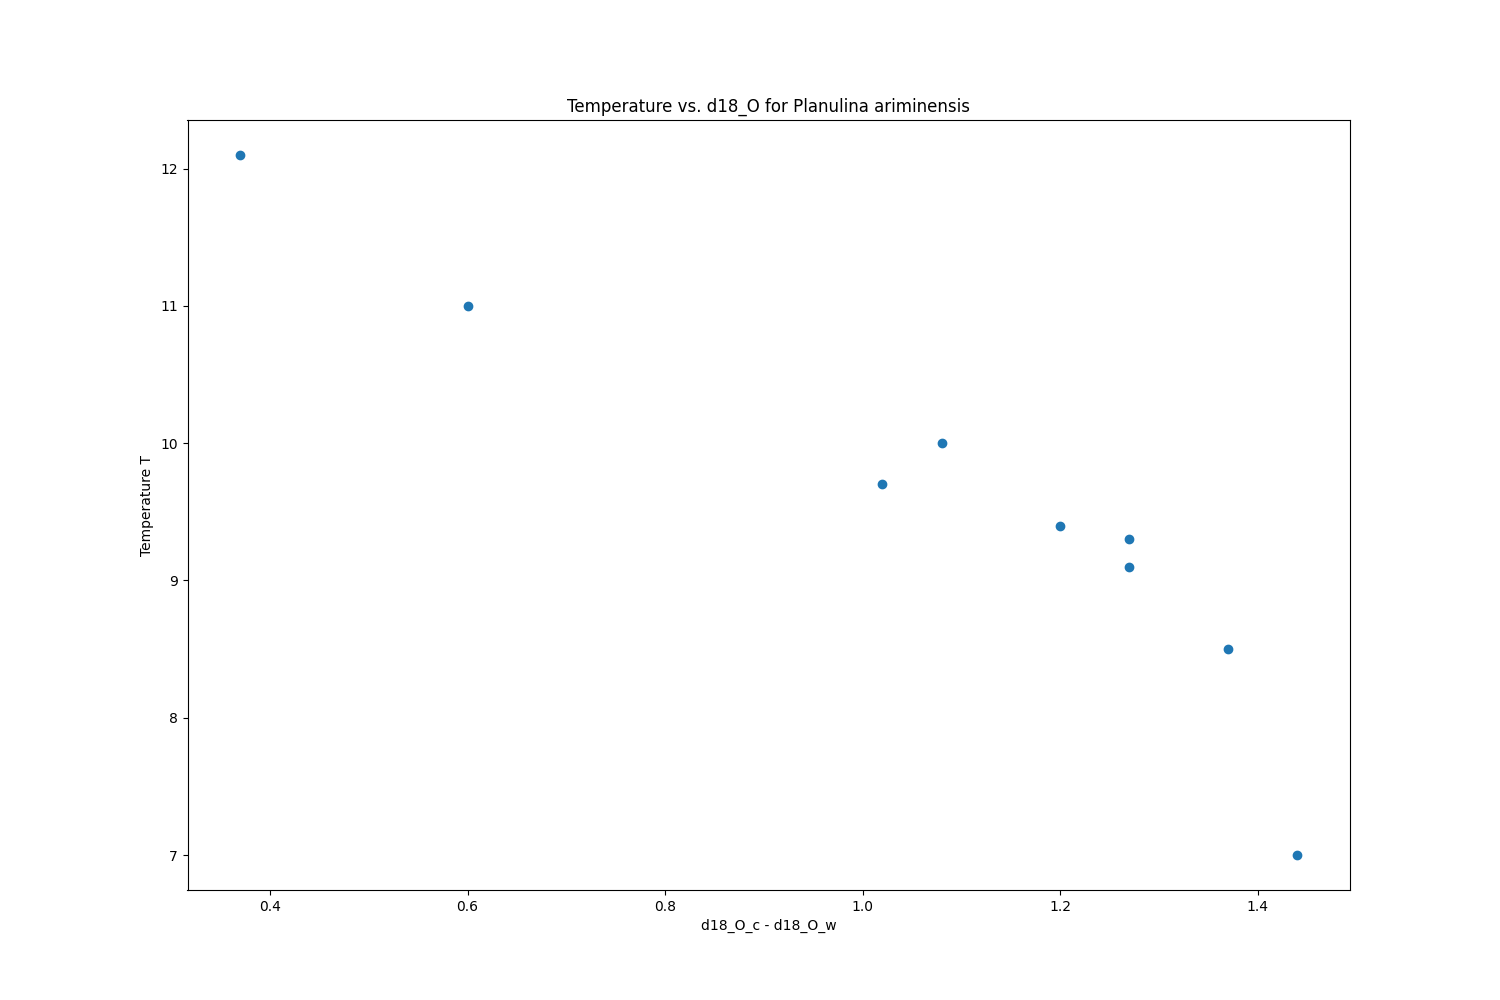 Temperature vs. d18_O for Planulina ariminensis
12
11
10
9
8
7
Temperature T
0.4 0.6 0.8 1.0 1.2 1.4
d18_O_c - d18_O_w